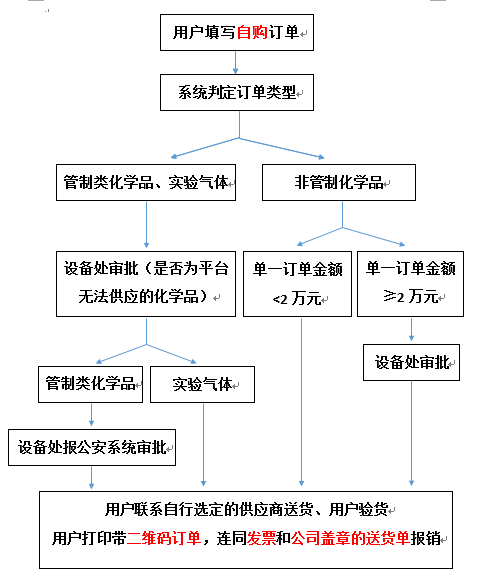 用户填写自购订单
系统判定订单类型
管制类化学品、实验气体
非管制化学品
设备处审批（是否为平台
无法供应的化学品）
单一订单金额
<2 万元
单一订单金额
≥2 万元
设备处审批
管制类化学品
实验气体
设备处报公安系统审批
用户联系自行选定的供应商送货、用户验货
用户打印带二维码订单，连同发票和公司盖章的送货单报销